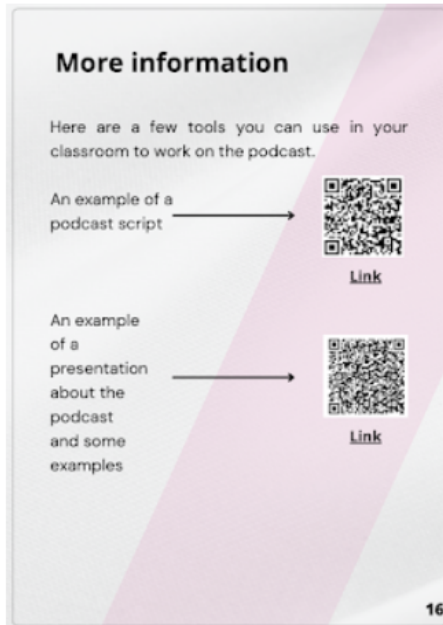 More information
Here are a few tools you can use in your
classroom to work on the podcast.
An example of a
podcast script
Link
An example
of a
presentation
about the
podcast
and some
examples
Link
16